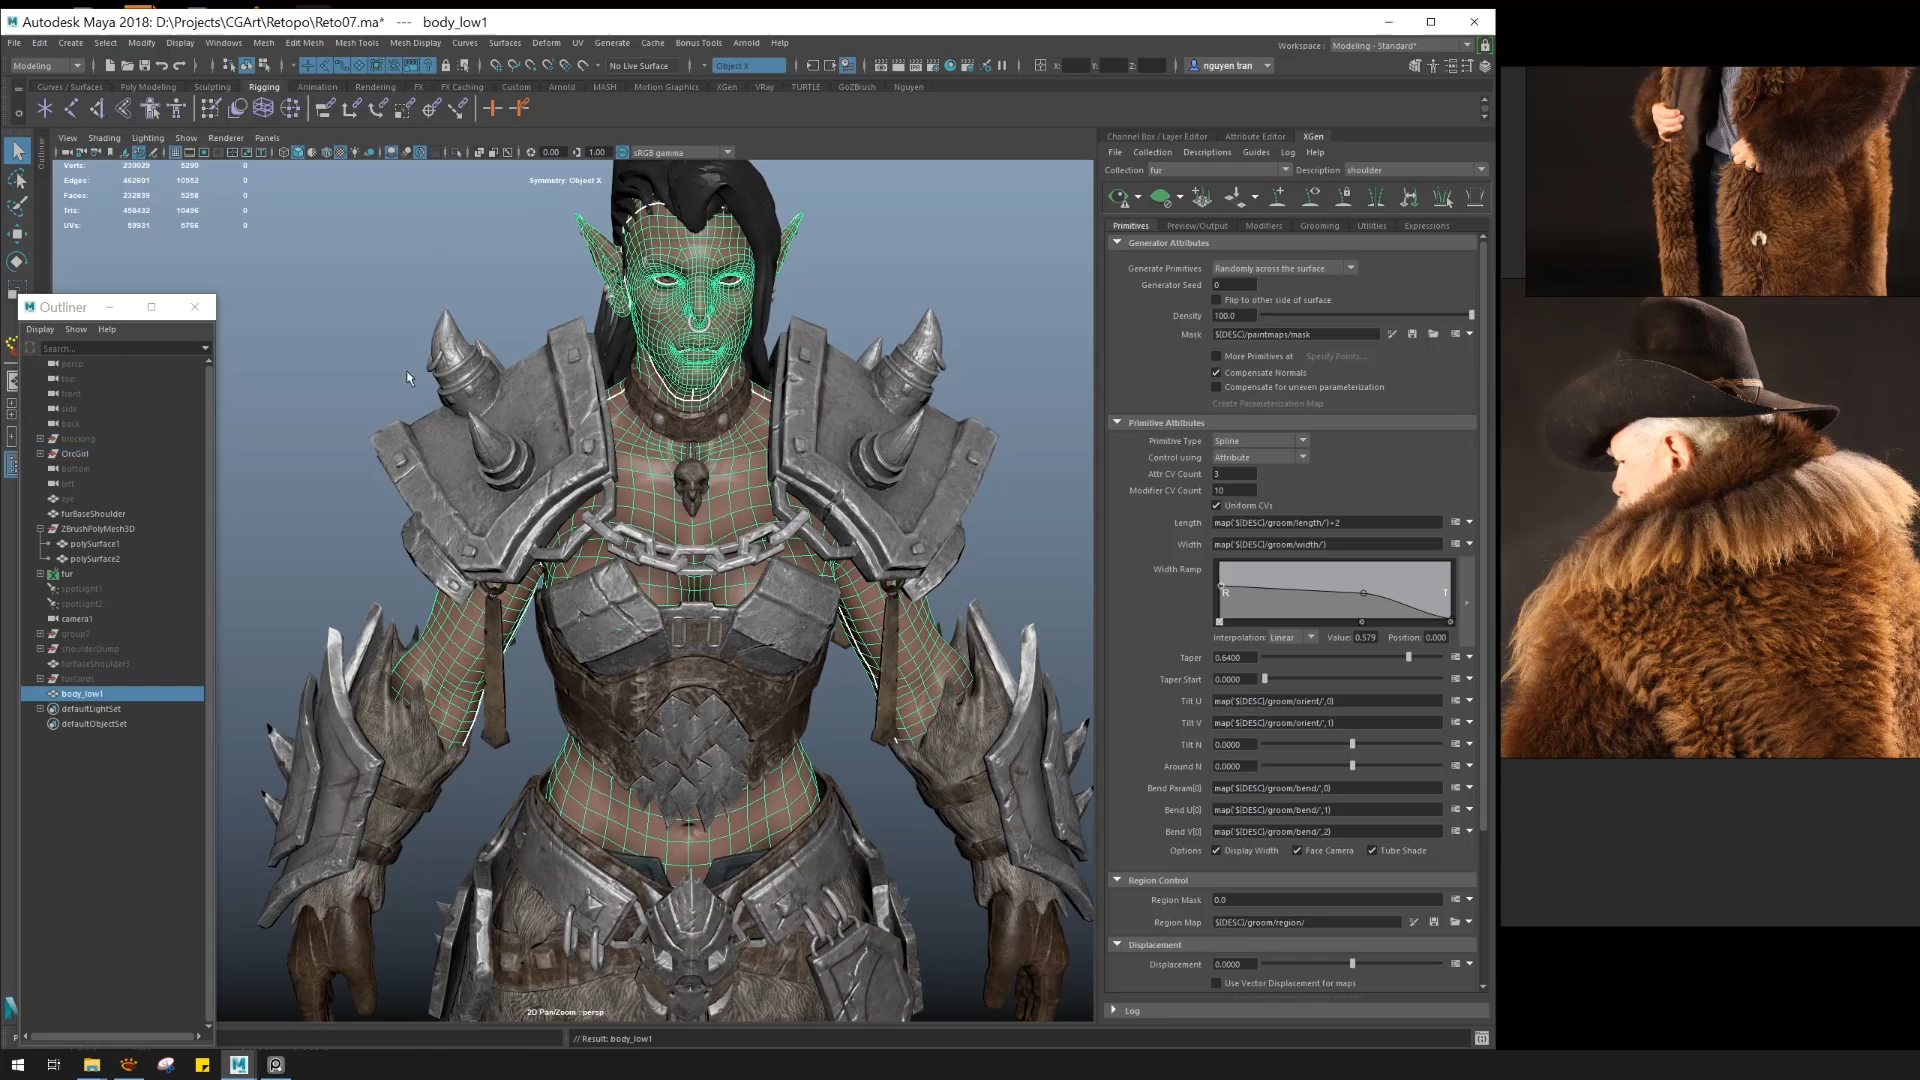 Autodesk Maya 2018: D:\Projects\CGArt\Retopo\Reto07.ma* --- body_low1
File Edit Create Select Modify Display Windows Mesh Edit Mesh Mesh Tools Mesh Display Curves Surfaces Deform UV Generate Cache Bonus Tools Arnold Help
Workspace : Modeling - Standard*
Modeling No Live Surface Object X X: Y: Z: nguyen tran
Curves / Surfaces Poly Modeling Sculpting Rigging Animation Rendering FX FX Caching Custom Arnold MASH Motion Graphics XGen VRay TURTLE GoZBrush Nguyen
View Shading Lighting Show Renderer Panels
0.00 1.00 sRGB gamma
Verts: 230029 5290 0
Edges: 462601 10552 0
Faces: 232839 5258 0
Tris: 458432 10496 0
UVs: 59931 5766 0
Symmetry: Object X
2D Pan/Zoom : persp
Outliner
Outliner
Display Show Help
Search...
persp
top
front
side
back
blocking
OrcGirl
bottom
left
eye
furBaseShoulder
ZBrushPolyMesh3D
polySurface1
polySurface2
fur
spotLight1
spotLight2
camera1
group7
shoulderDump
furBaseShoulder3
furCards
body_low1
defaultLightSet
defaultObjectSet
Channel Box / Layer Editor Attribute Editor XGen
File Collection Descriptions Guides Log Help
Collection fur Description shoulder
Primitives Preview/Output Modifiers Grooming Utilities Expressions
Generator Attributes
Generate Primitives Randomly across the surface
Generator Seed 0
Flip to other side of surface
Density 100.0
Mask ${DESC}/paintmaps/mask
More Primitives at Specify Points...
Compensate Normals
Compensate for uneven parameterization
Create Parameterization Map
Primitive Attributes
Primitive Type Spline
Control using Attribute
Attr CV Count 3
Modifier CV Count 10
Uniform CVs
Length map('${DESC}/groom/length/')+2
Width map('${DESC}/groom/width/')
Width Ramp
R T
>
Interpolation: Linear Value: 0.579 Position: 0.000
Taper 0.6400
Taper Start 0.0000
Tilt U map('${DESC}/groom/orient/',0)
Tilt V map('${DESC}/groom/orient/',1)
Tilt N 0.0000
Around N 0.0000
Bend Param[0] map('${DESC}/groom/bend/',0)
Bend U[0] map('${DESC}/groom/bend/',1)
Bend V[0] map('${DESC}/groom/bend/',2)
Options Display Width Face Camera Tube Shade
Region Control
Region Mask 0.0
Region Map ${DESC}/groom/region/
Displacement
Displacement 0.0000
Use Vector Displacement for maps
Log
// Result: body_low1